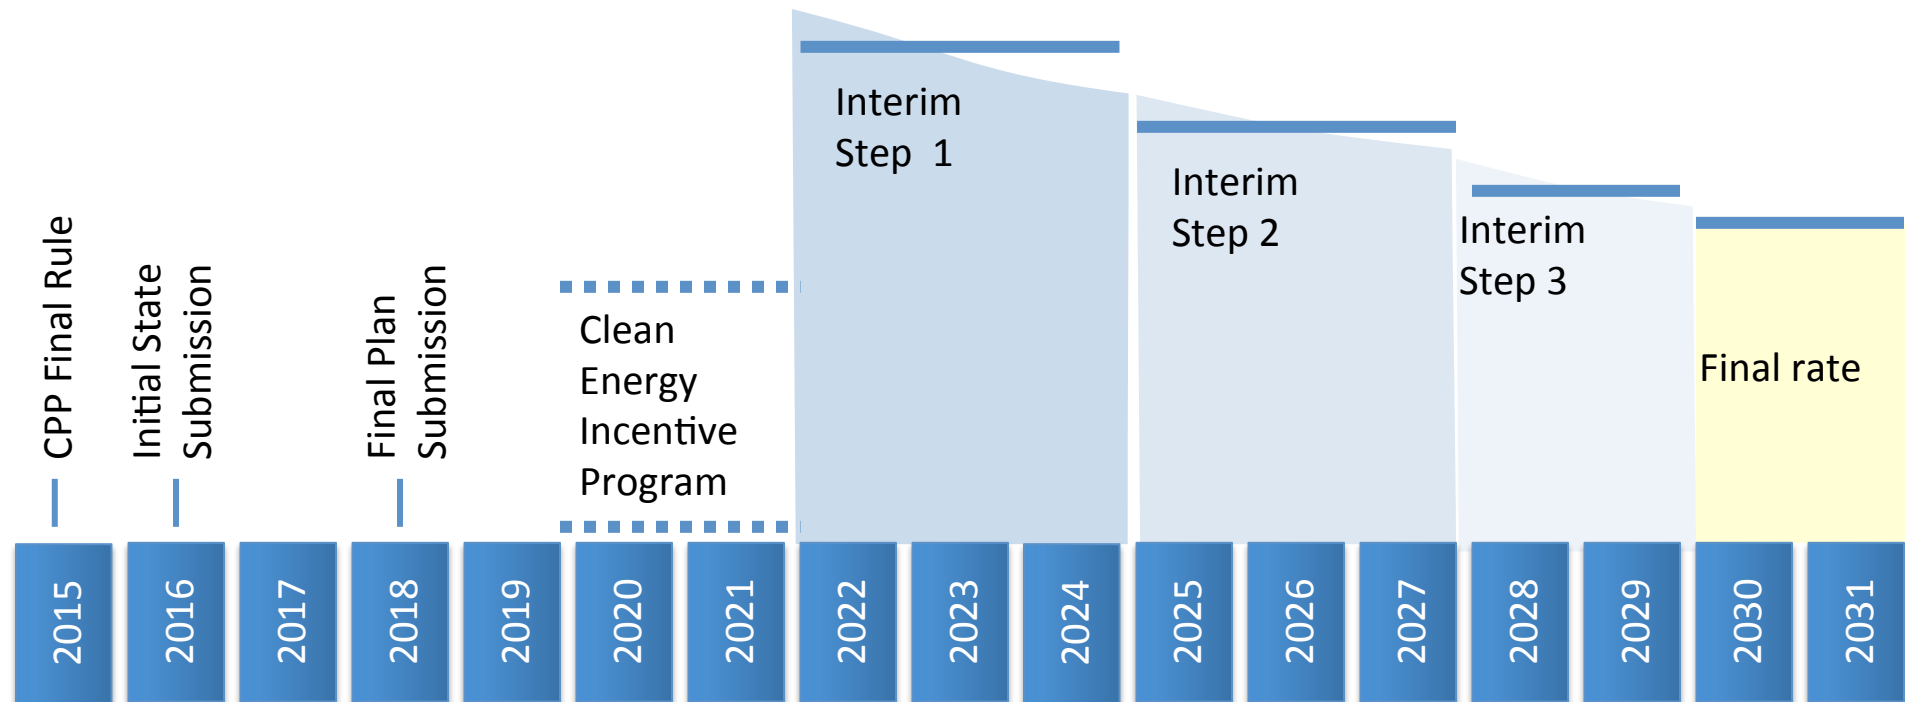 CPP Final Rule
Initial State
Submission
Final Plan
Submission
Clean
Energy
Incentive
Program
Interim
Step 1
Interim
Step 2
Interim
Step 3
Final rate
2015
2016
2017
2018
2019
2020
2021
2022
2023
2024
2025
2026
2027
2028
2029
2030
2031